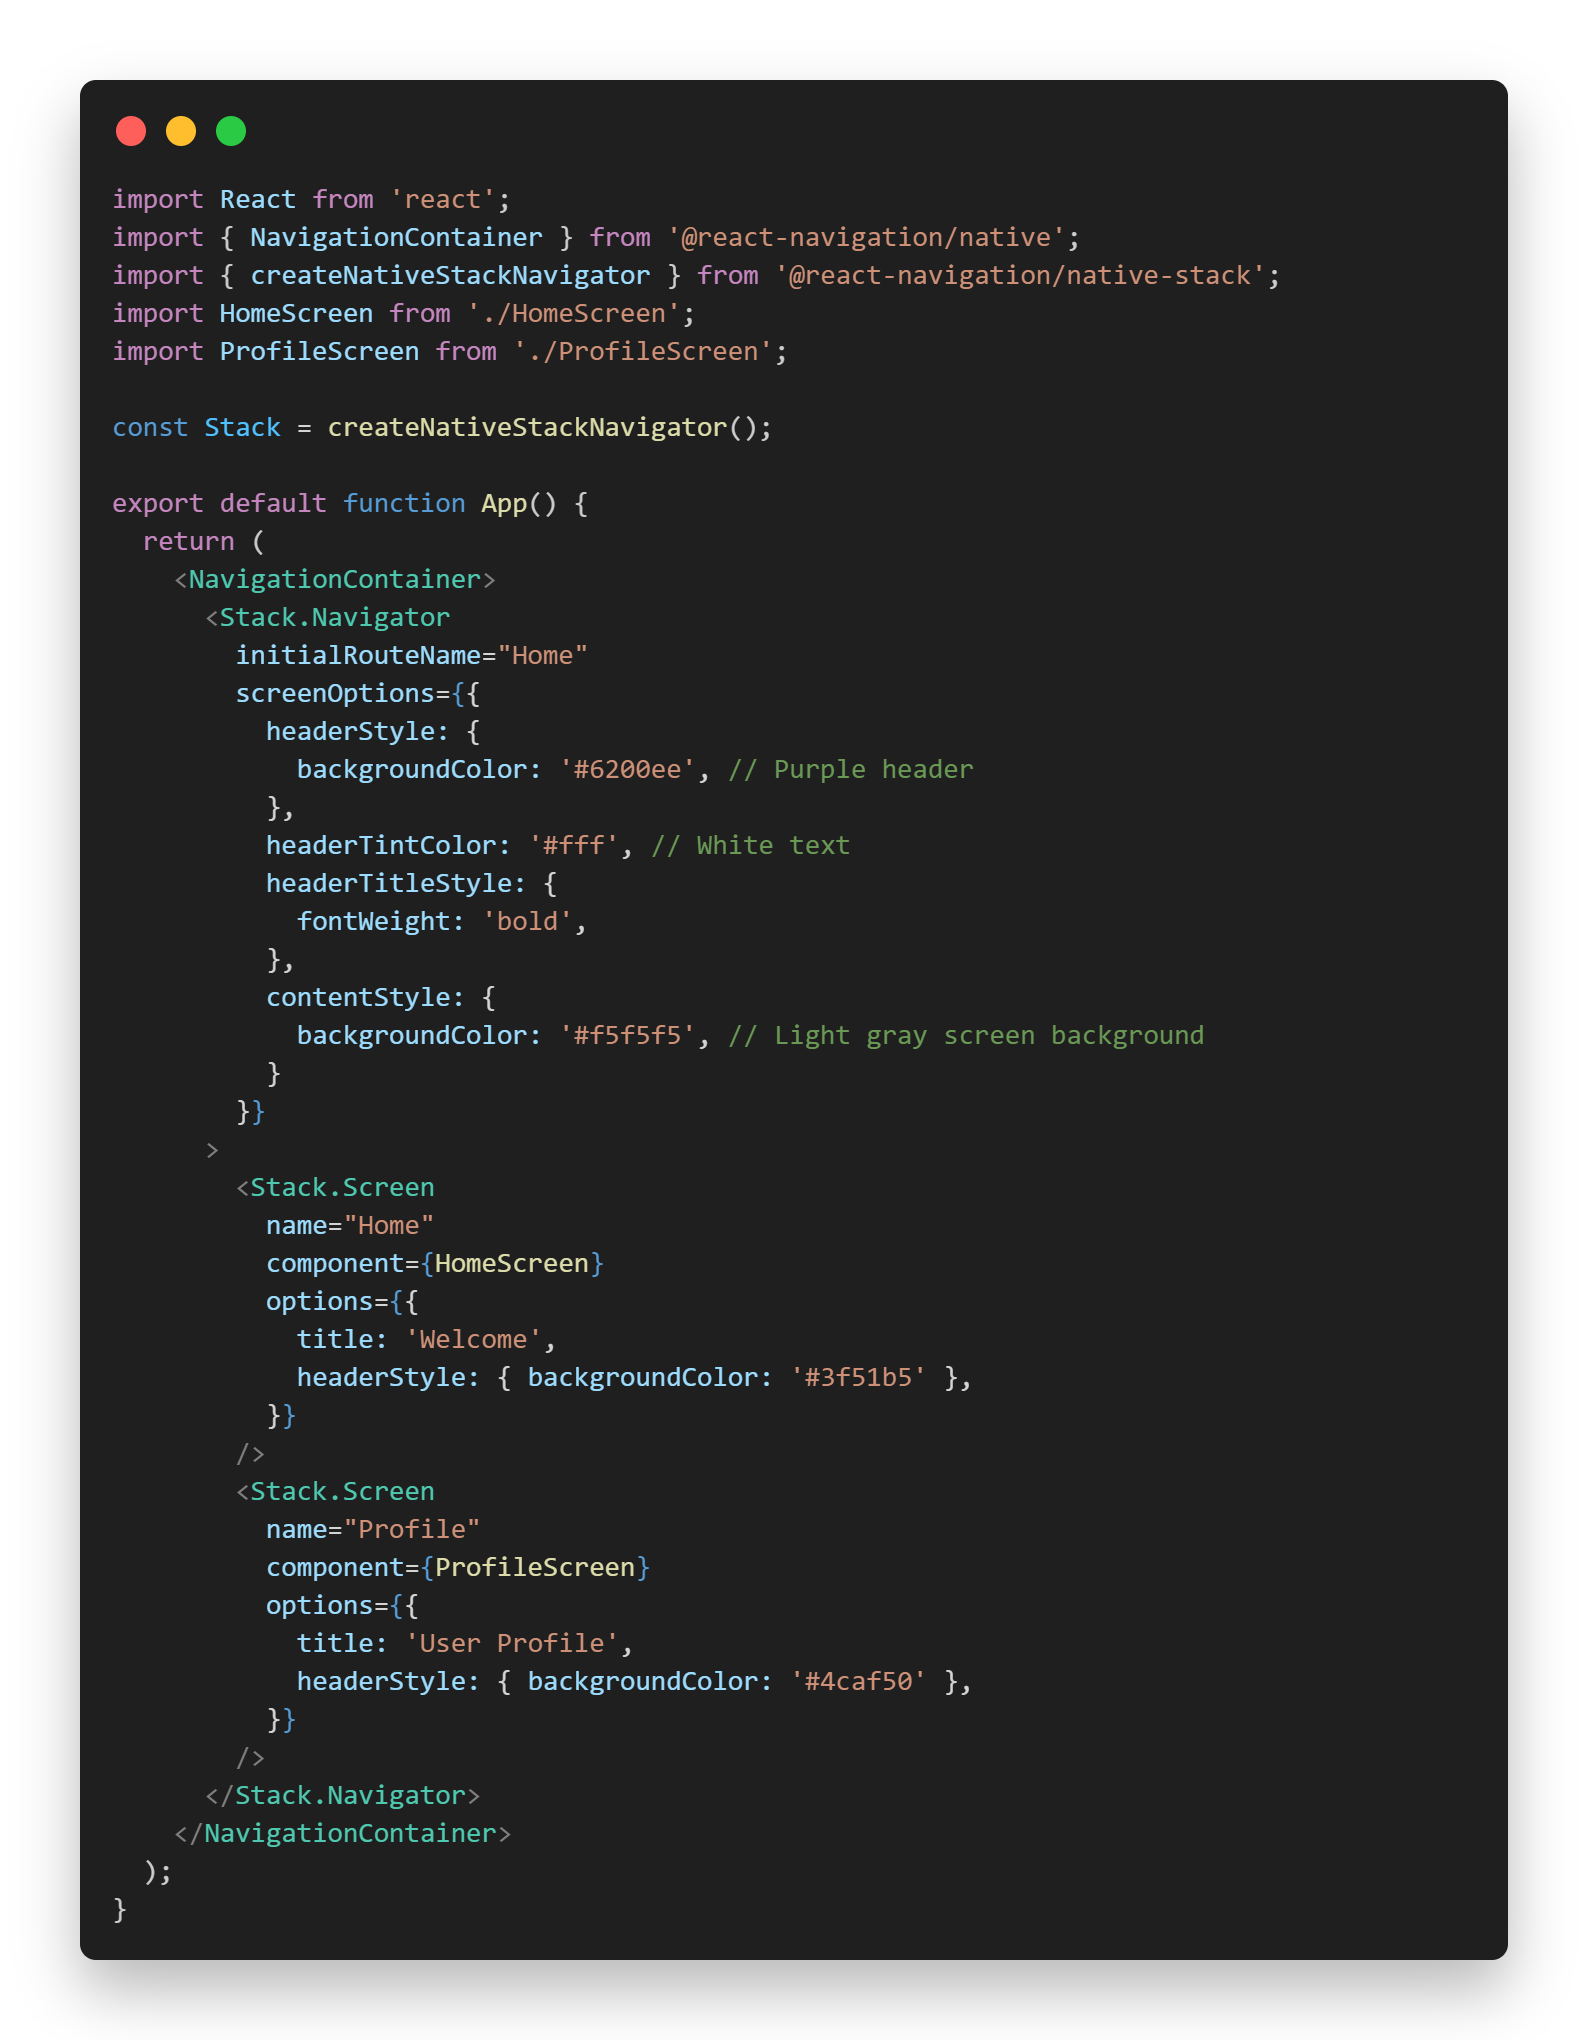 import React from 'react';
import { NavigationContainer } from '@react-navigation/native';
import { createNativeStackNavigator } from '@react-navigation/native-stack';
import HomeScreen from './HomeScreen';
import ProfileScreen from './ProfileScreen';

const Stack = createNativeStackNavigator();

export default function App() {
  return (
    <NavigationContainer>
      <Stack.Navigator
        initialRouteName="Home"
        screenOptions={{
          headerStyle: {
            backgroundColor: '#6200ee', // Purple header
          },
          headerTintColor: '#fff', // White text
          headerTitleStyle: {
            fontWeight: 'bold',
          },
          contentStyle: {
            backgroundColor: '#f5f5f5', // Light gray screen background
          }
        }}
      >
        <Stack.Screen
          name="Home"
          component={HomeScreen}
          options={{
            title: 'Welcome',
            headerStyle: { backgroundColor: '#3f51b5' },
          }}
        />
        <Stack.Screen
          name="Profile"
          component={ProfileScreen}
          options={{
            title: 'User Profile',
            headerStyle: { backgroundColor: '#4caf50' },
          }}
        />
      </Stack.Navigator>
    </NavigationContainer>
  );
}